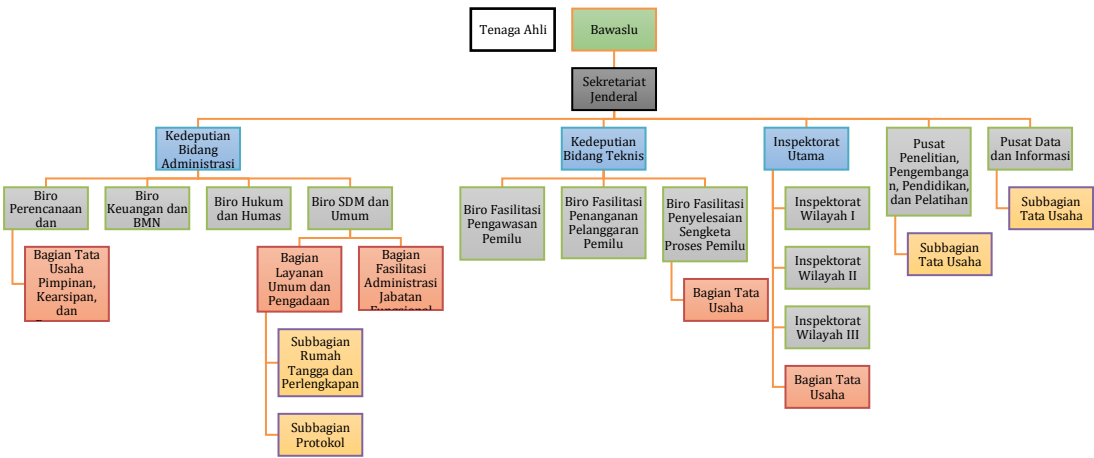 Tenaga Ahli
Bawaslu
Sekretariat
Jenderal
Kedeputian
Bidang
Administrasi
Kedeputian
Bidang Teknis
Inspektorat
Utama
Pusat
Penelitian,
Pengembanga
n, Pendidikan,
dan Pelatihan
Pusat Data
dan Informasi
Biro
Perencanaan
dan
Biro
Keuangan dan
BMN
Biro Hukum
dan Humas
Biro SDM dan
Umum
Biro Fasilitasi
Pengawasan
Pemilu
Biro Fasilitasi
Penanganan
Pelanggaran
Pemilu
Biro Fasilitasi
Penyelesaian
Sengketa
Proses Pemilu
Inspektorat
Wilayah I
Subbagian
Tata Usaha
Subbagian
Tata Usaha
Bagian Tata
Usaha
Pimpinan,
Kearsipan,
dan
Bagian
Layanan
Umum dan
Pengadaan
Bagian
Fasilitasi
Administrasi
Jabatan
Bagian Tata
Usaha
Inspektorat
Wilayah II
Inspektorat
Wilayah III
Subbagian
Rumah
Tangga dan
Perlengkapan
Bagian Tata
Usaha
Subbagian
Protokol